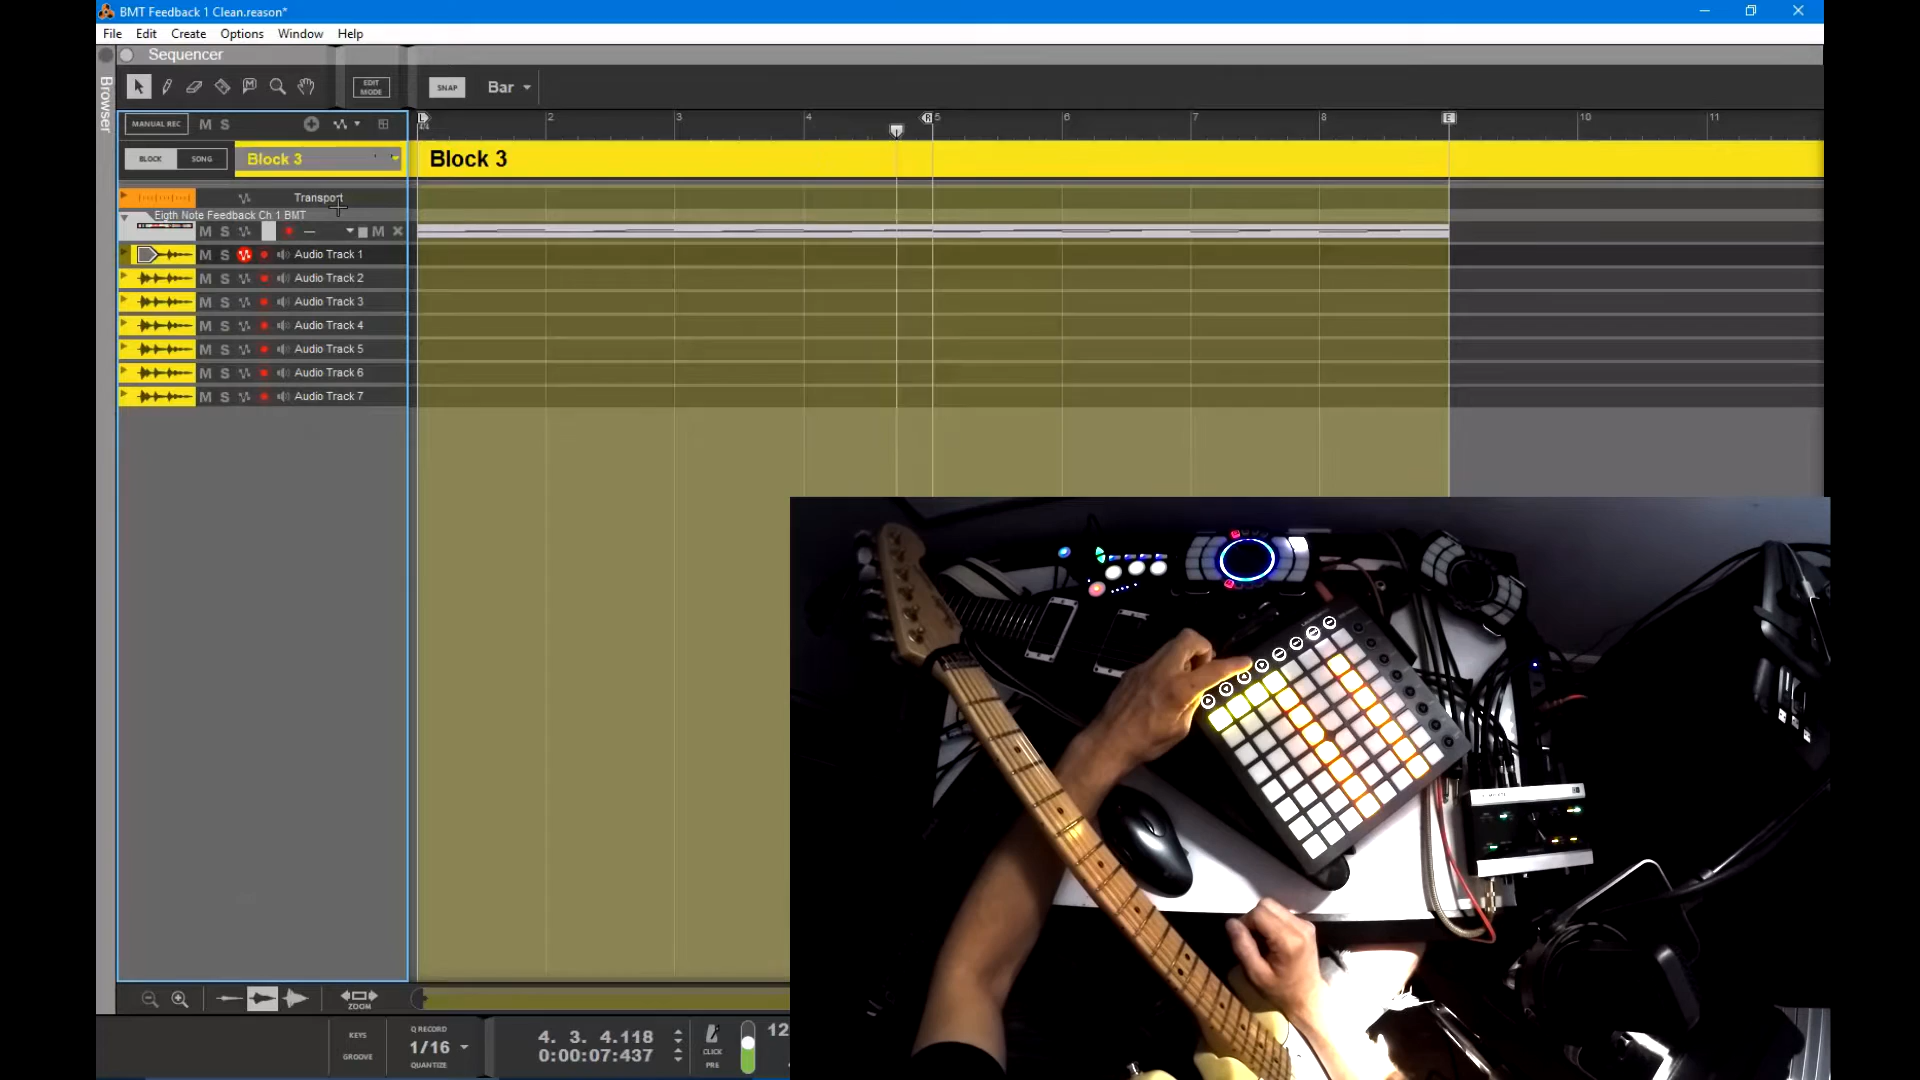 BMT Feedback 1 Clean.reason*
File Edit Create Options Window Help
Sequencer
Browser
EDIT MODE
SNAP
Bar
MANUAL REC M S
L 2 3 4 R 5 6 7 8 E 10 11
BLOCK SONG Block 3
Block 3
Transport
Eigth Note Feedback Ch 1 BMT
M S M
M S Audio Track 1
M S Audio Track 2
M S Audio Track 3
M S Audio Track 4
M S Audio Track 5
M S Audio Track 6
M S Audio Track 7
ZOOM
KEYS
GROOVE
Q RECORD
1/16
QUANTIZE
4. 3. 4.118
0:00:07:437
CLICK
PRE
12